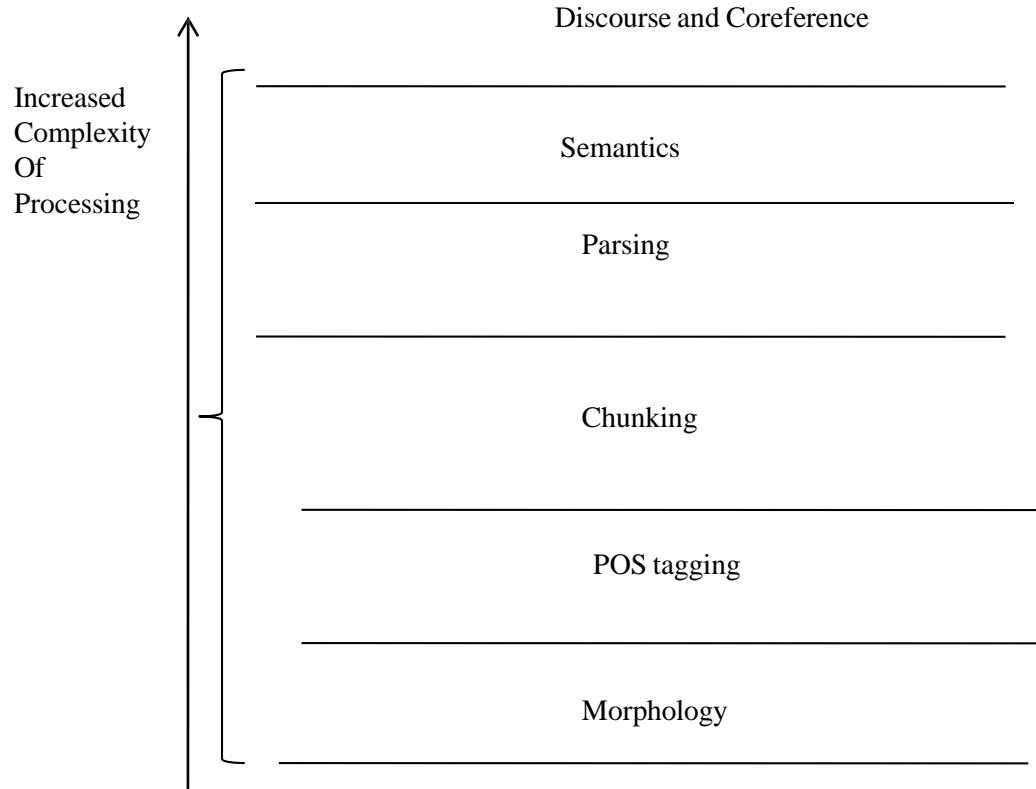 Discourse and Coreference
Increased
Complexity
Of
Processing
Semantics
Parsing
Chunking
POS tagging
Morphology